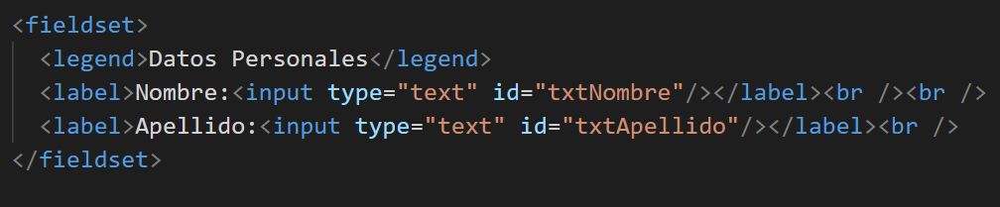 <fieldset>
<legend>Datos Personales</legend>
<label>Nombre:<input type="text" id="txtNombre"/></label><br /><br />
<label>Apellido:<input type="text" id="txtApellido"/></label><br />
</fieldset>